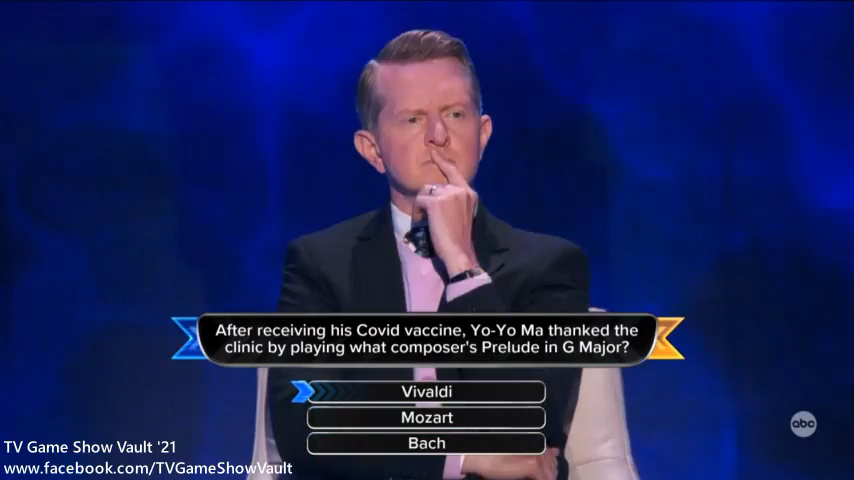 After receiving his Covid vaccine, Yo-Yo Ma thanked the
clinic by playing what composer's Prelude in G Major?
Vivaldi
Mozart
Bach
abc
TV Game Show Vault '21
www.facebook.com/TVGameShowVault